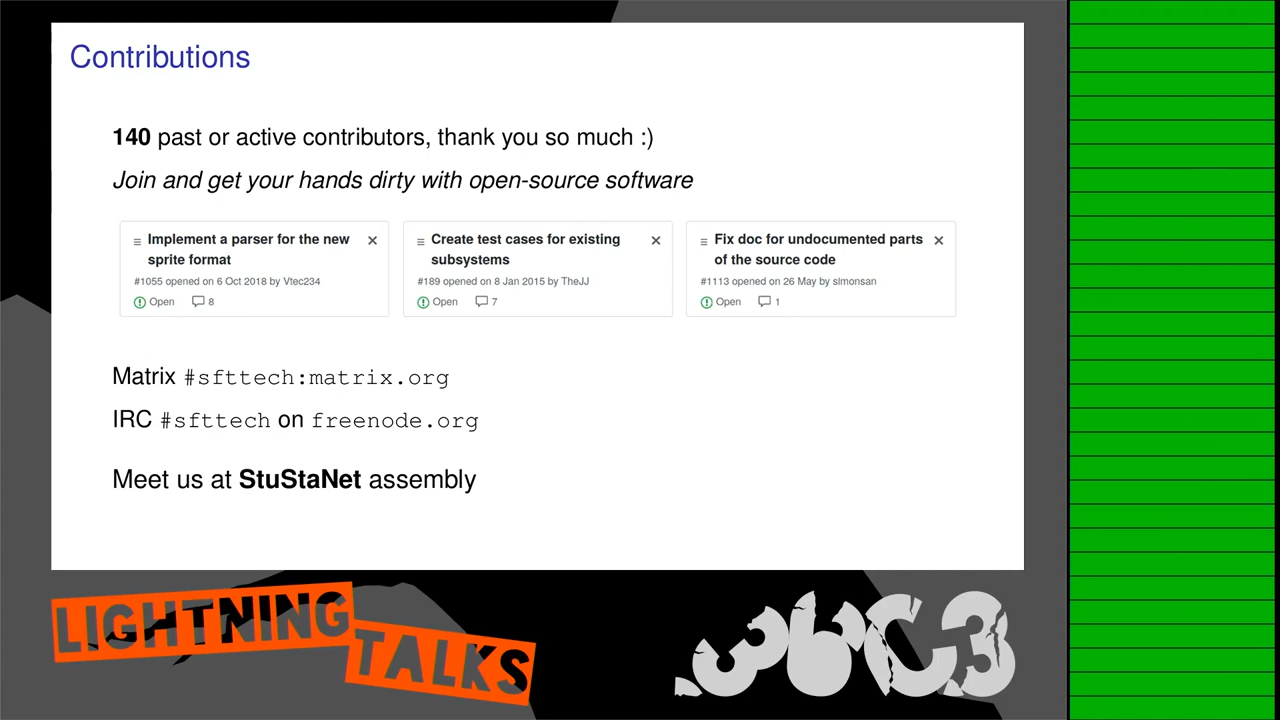 Contributions
140 past or active contributors, thank you so much :)
Join and get your hands dirty with open-source software
Implement a parser for the new
sprite format
#1055 opened on 6 Oct 2018 by Vtec234
Open 8
Create test cases for existing
subsystems
#189 opened on 8 Jan 2015 by TheJJ
Open 7
Fix doc for undocumented parts
of the source code
#1113 opened on 26 May by simonsan
Open 1
Matrix #sfttech:matrix.org
IRC #sfttech on freenode.org
Meet us at StuStaNet assembly
LIGHTNING
TALKS
36C3